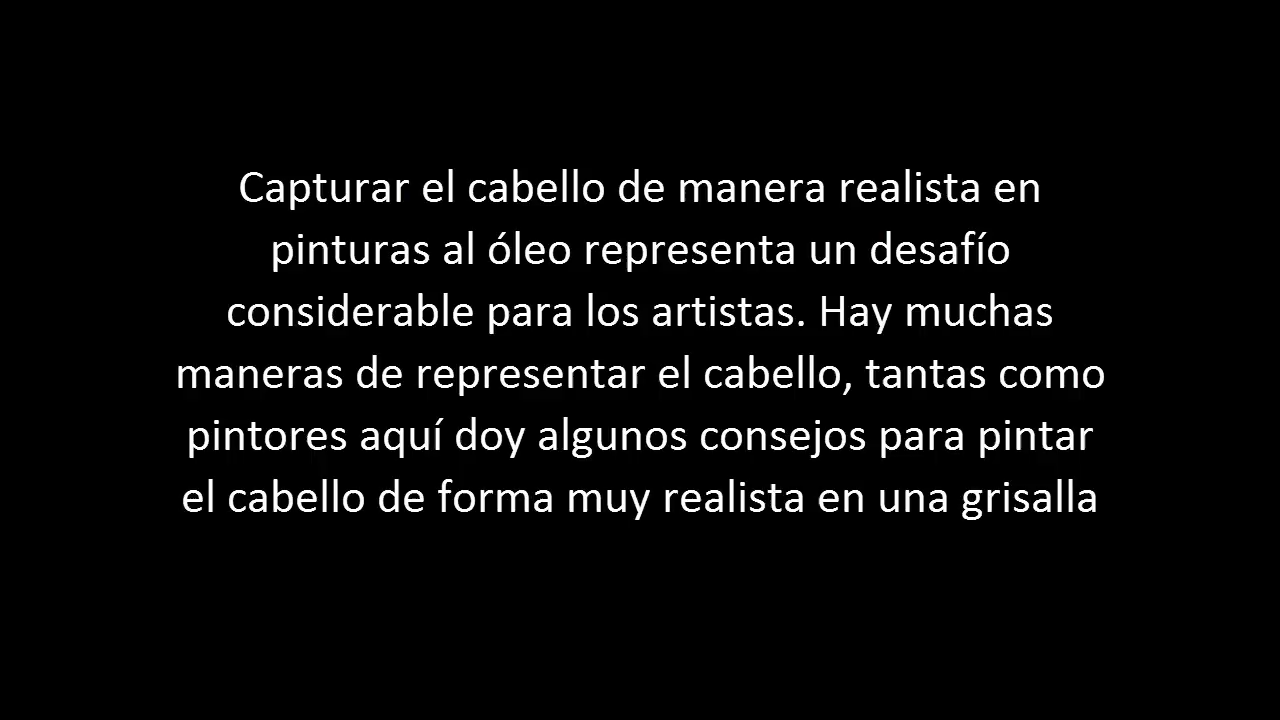 Capturar el cabello de manera realista en
pinturas al óleo representa un desafío
considerable para los artistas. Hay muchas
maneras de representar el cabello, tantas como
pintores aquí doy algunos consejos para pintar
el cabello de forma muy realista en una grisalla